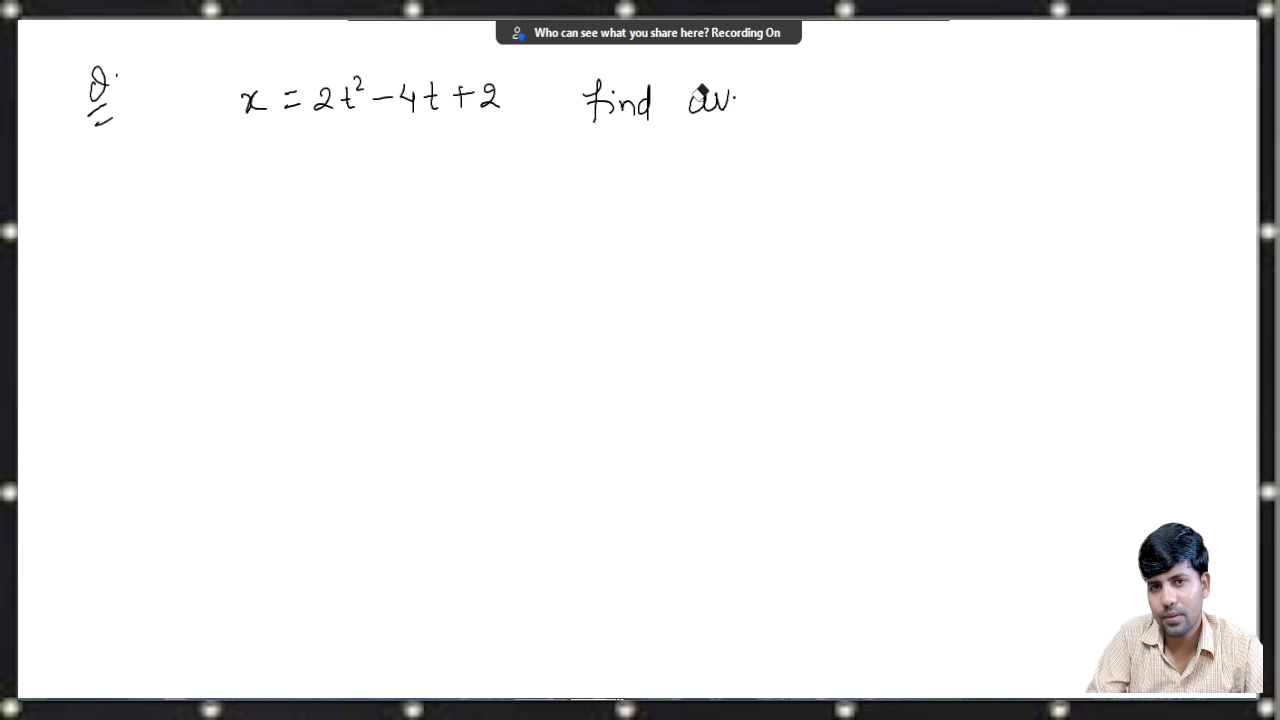 Who can see what you share here? Recording On
Q. x = 2t² - 4t + 2 find av.